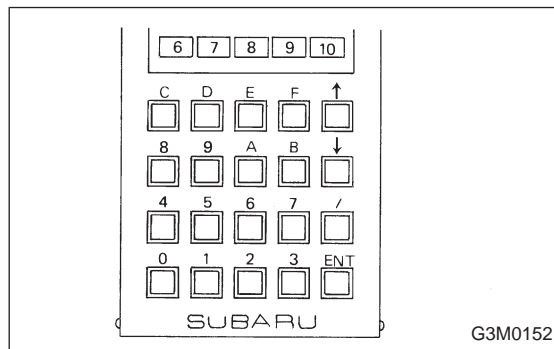 6 7 8 9 10
C D E F ↑
8 9 A B ↓
4 5 6 7 /
0 1 2 3 ENT
SUBARU
G3M0152